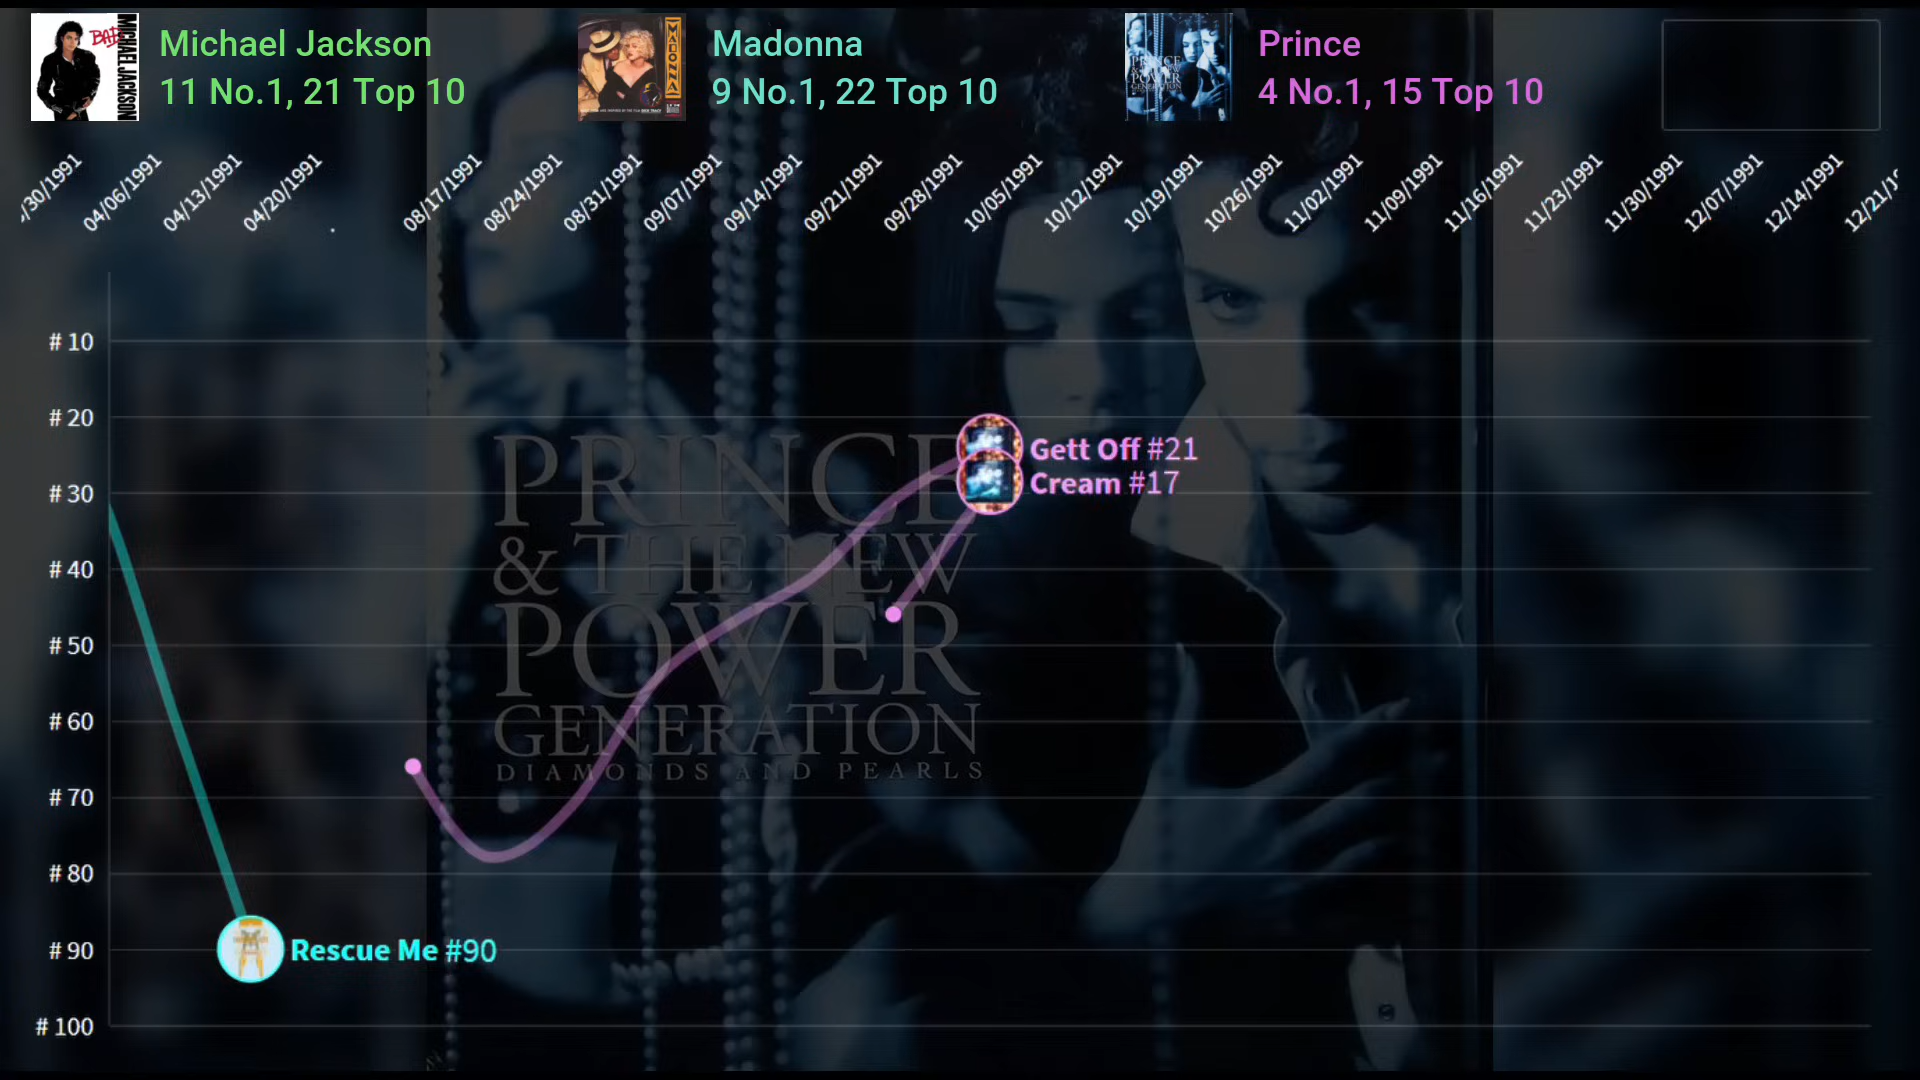 Michael Jackson
11 No.1, 21 Top 10
Madonna
9 No.1, 22 Top 10
Prince
4 No.1, 15 Top 10
BAD
MICHAEL JACKSON
MADONNA
PRINCE
POWER
GENERATION
/30/1991
04/06/1991
04/13/1991
04/20/1991
.
08/17/1991
08/24/1991
08/31/1991
09/07/1991
09/14/1991
09/21/1991
09/28/1991
10/05/1991
10/12/1991
10/19/1991
10/26/1991
11/02/1991
11/09/1991
11/16/1991
11/23/1991
11/30/1991
12/07/1991
12/14/1991
12/21/19
# 10
# 20
# 30
# 40
# 50
# 60
# 70
# 80
# 90
# 100
Gett Off #21
Cream #17
PRINCE
& THE NEW
POWER
GENERATION
DIAMONDS AND PEARLS
Rescue Me #90